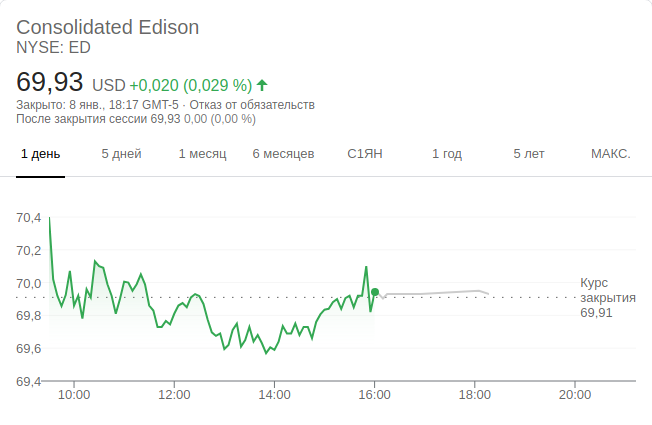 Consolidated Edison
NYSE: ED
69,93 USD +0,020 (0,029 %)
Закрыто: 8 янв., 18:17 GMT-5 · Отказ от обязательств
После закрытия сессии 69,93 0,00 (0,00 %)
1 день 5 дней 1 месяц 6 месяцев С1ЯН 1 год 5 лет МАКС.
70,4
70,2
70,0
69,8
69,6
69,4
Курс
закрытия
69,91
10:00 12:00 14:00 16:00 18:00 20:00